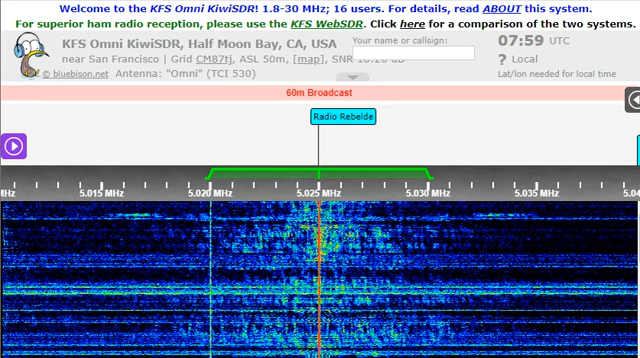 Welcome to the KFS Omni KiwiSDR! 1.8-30 MHz; 16 users. For details, read ABOUT this system.
For superior ham radio reception, please use the KFS WebSDR. Click here for a comparison of the two systems.
KFS Omni KiwiSDR, Half Moon Bay, CA, USA
Your name or callsign:
07:59 UTC
near San Francisco | Grid CM87tj, ASL 50m, [map], SNR
? Local
© bluebison.net Antenna: "Omni" (TCI 530)
Lat/lon needed for local time
60m Broadcast
Radio Rebelde
MHz 5.015 MHz 5.020 MHz 5.025 MHz 5.030 MHz 5.035 MHz 5.04